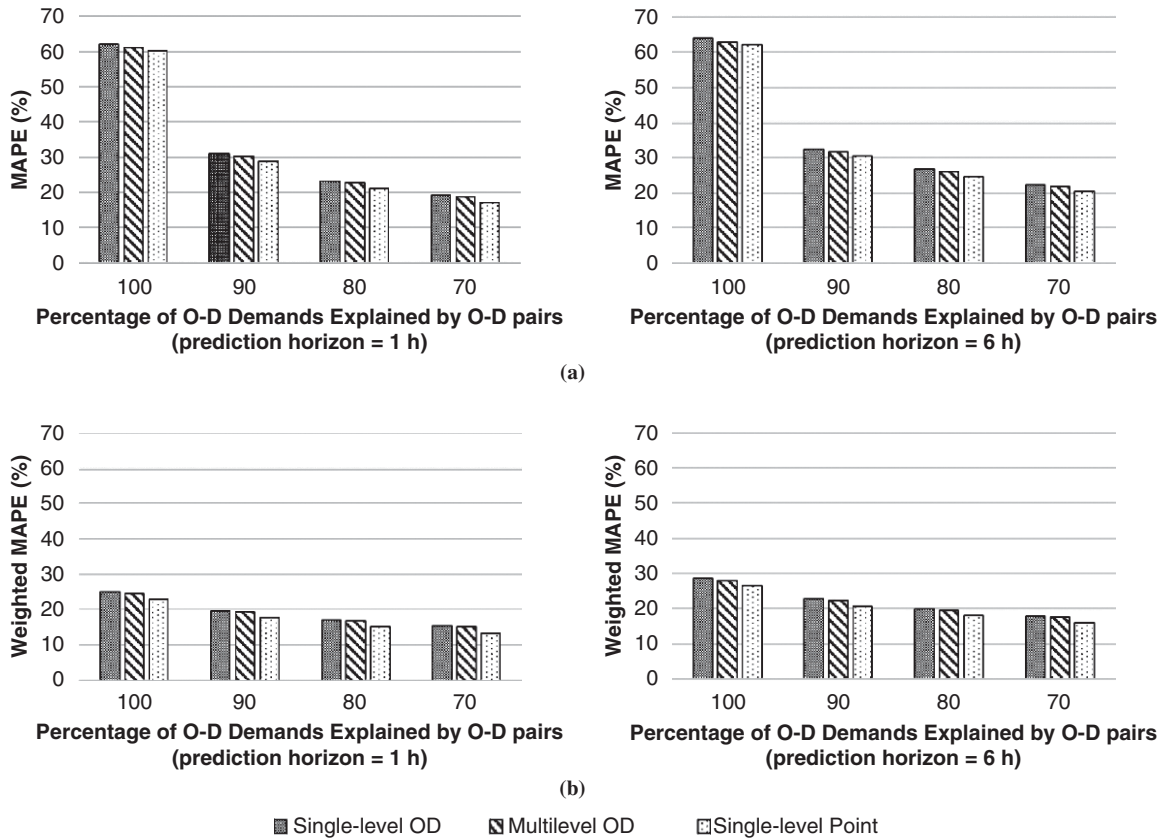 70
60
50
40
30
20
10
0
MAPE (%)
100 90 80 70
Percentage of O-D Demands Explained by O-D pairs
(prediction horizon = 1 h)
70
60
50
40
30
20
10
0
MAPE (%)
100 90 80 70
Percentage of O-D Demands Explained by O-D pairs
(prediction horizon = 6 h)
(a)
70
60
50
40
30
20
10
0
Weighted MAPE (%)
100 90 80 70
Percentage of O-D Demands Explained by O-D pairs
(prediction horizon = 1 h)
70
60
50
40
30
20
10
0
Weighted MAPE (%)
100 90 80 70
Percentage of O-D Demands Explained by O-D pairs
(prediction horizon = 6 h)
(b)
Single-level OD Multilevel OD Single-level Point